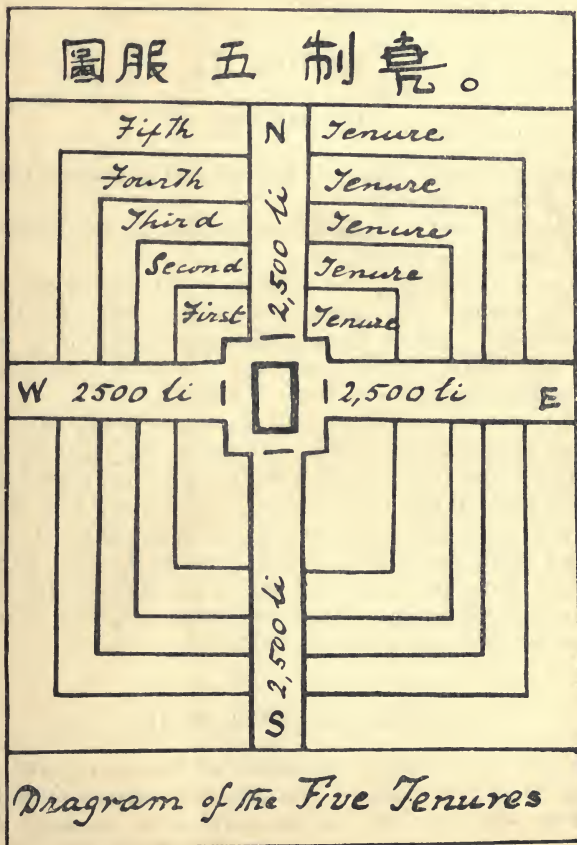 圖服五制堯。
Fifth N Tenure
Fourth Tenure
Third Tenure
Second Tenure
First 2,500 li Tenure
W 2500 li 2,500 li E
2,500 li
S
Dragram of the Five Tenures